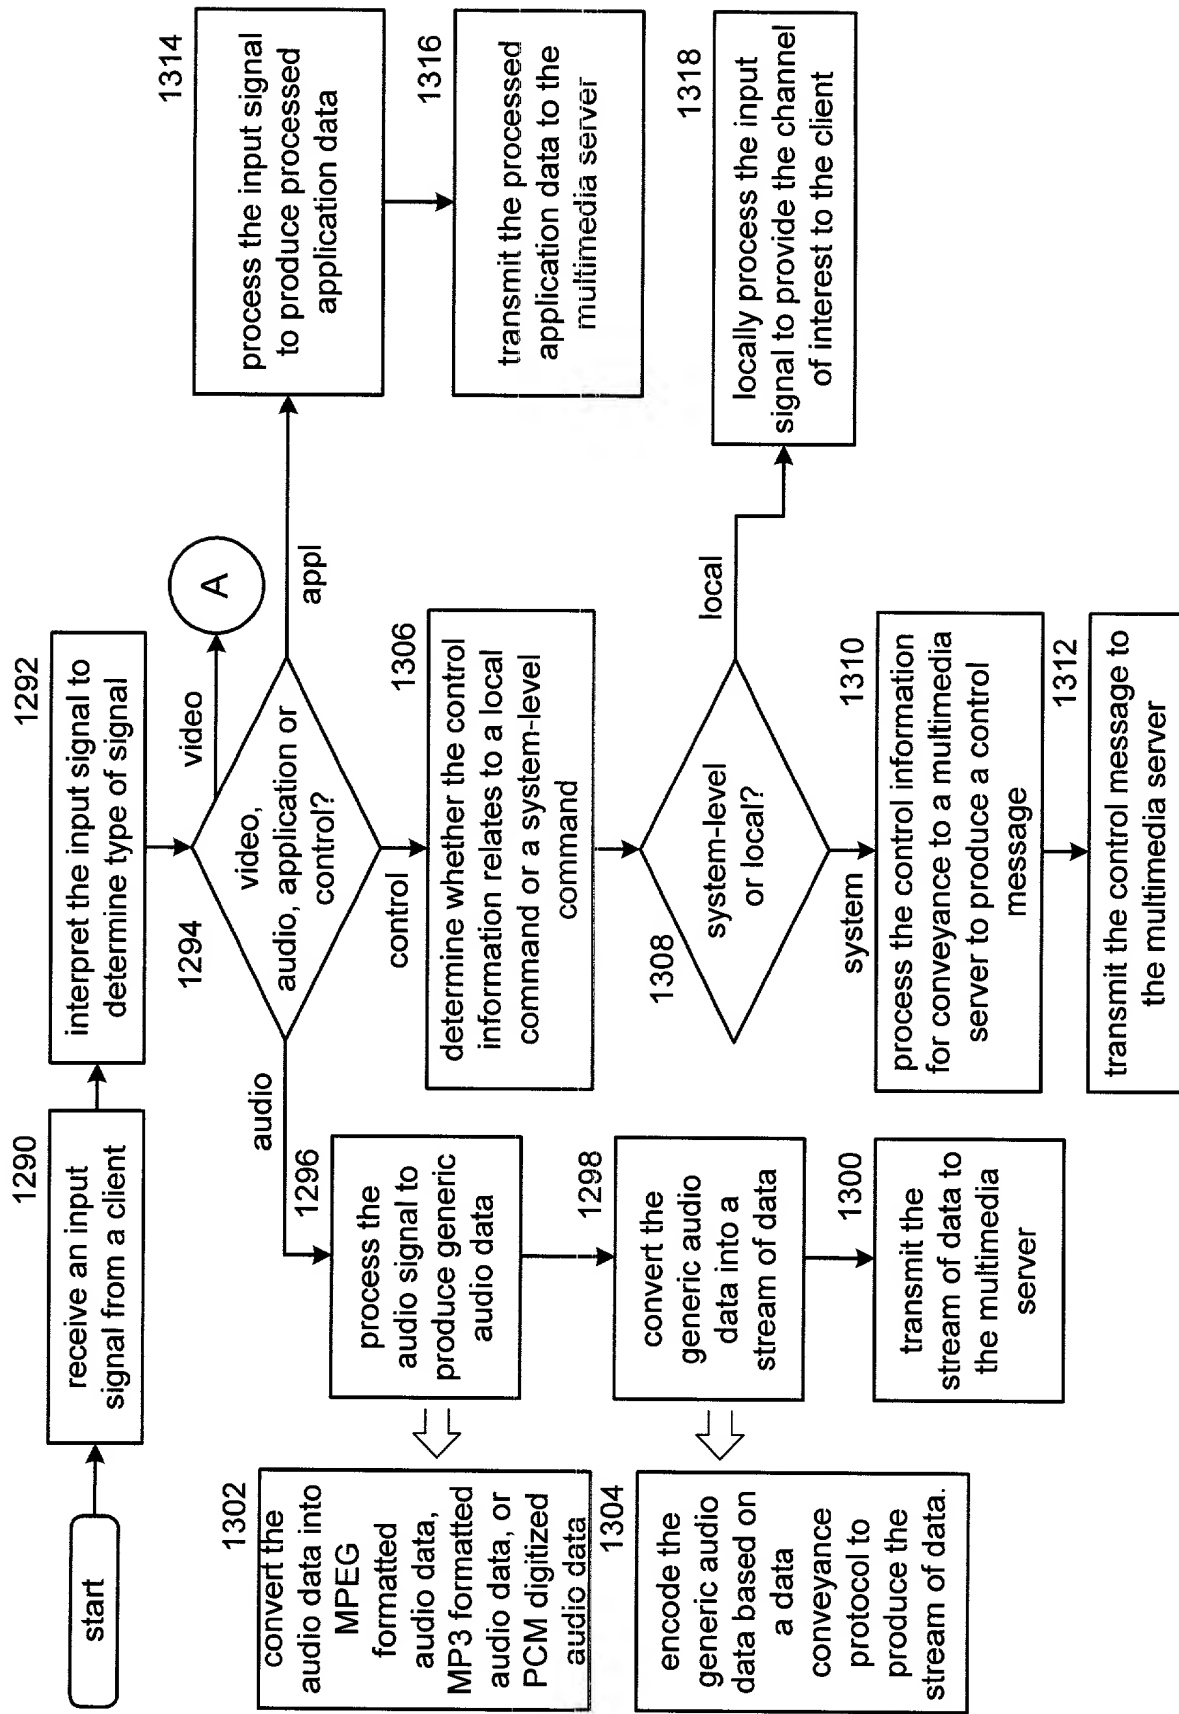 start
1290
receive an input
signal from a client
1292
interpret the input signal to
determine type of signal
1294
video,
audio, application or
control?
video
A
appl
audio
control
1296
process the
audio signal to
produce generic
audio data
1298
convert the
generic audio
data into a
stream of data
1300
transmit the
stream of data to
the multimedia
server
1302
convert the
audio data into
MPEG
formatted
audio data,
MP3 formatted
audio data, or
PCM digitized
audio data
1304
encode the
generic audio
data based on
a data
conveyance
protocol to
produce the
stream of data.
1306
determine whether the control
information relates to a local
command or a system-level
command
1308
system-level
or local?
system
local
1310
process the control information
for conveyance to a multimedia
server to produce a control
message
1312
transmit the control message to
the multimedia server
1314
process the input signal
to produce processed
application data
1316
transmit the processed
application data to the
multimedia server
1318
locally process the input
signal to provide the channel
of interest to the client